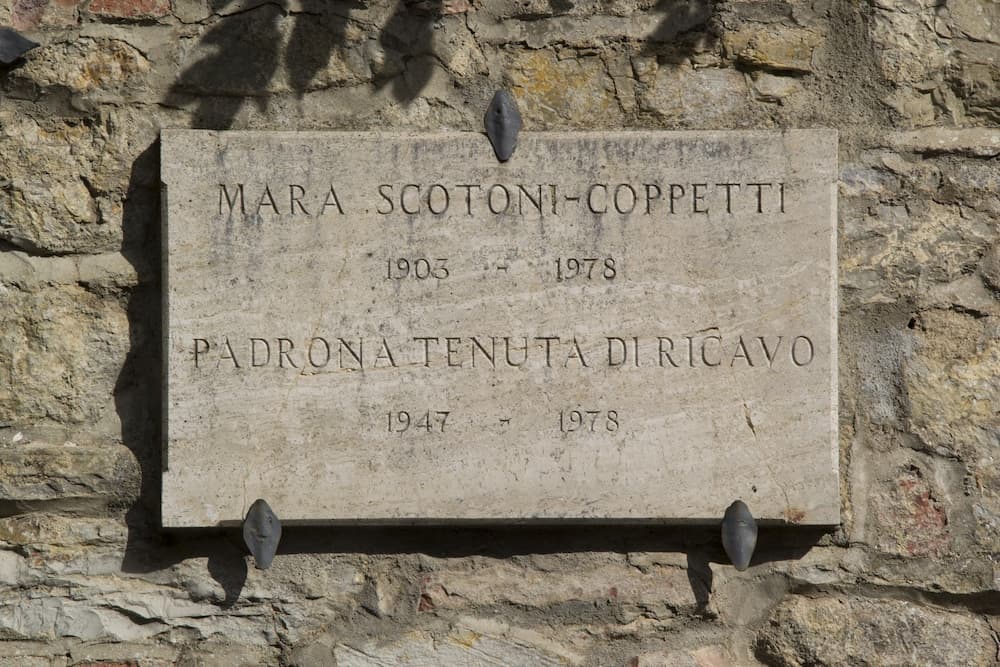 MARA SCOTONI-COPPETTI
1903 - 1978
PADRONA TENUTA DI RICAVO
1947 - 1978